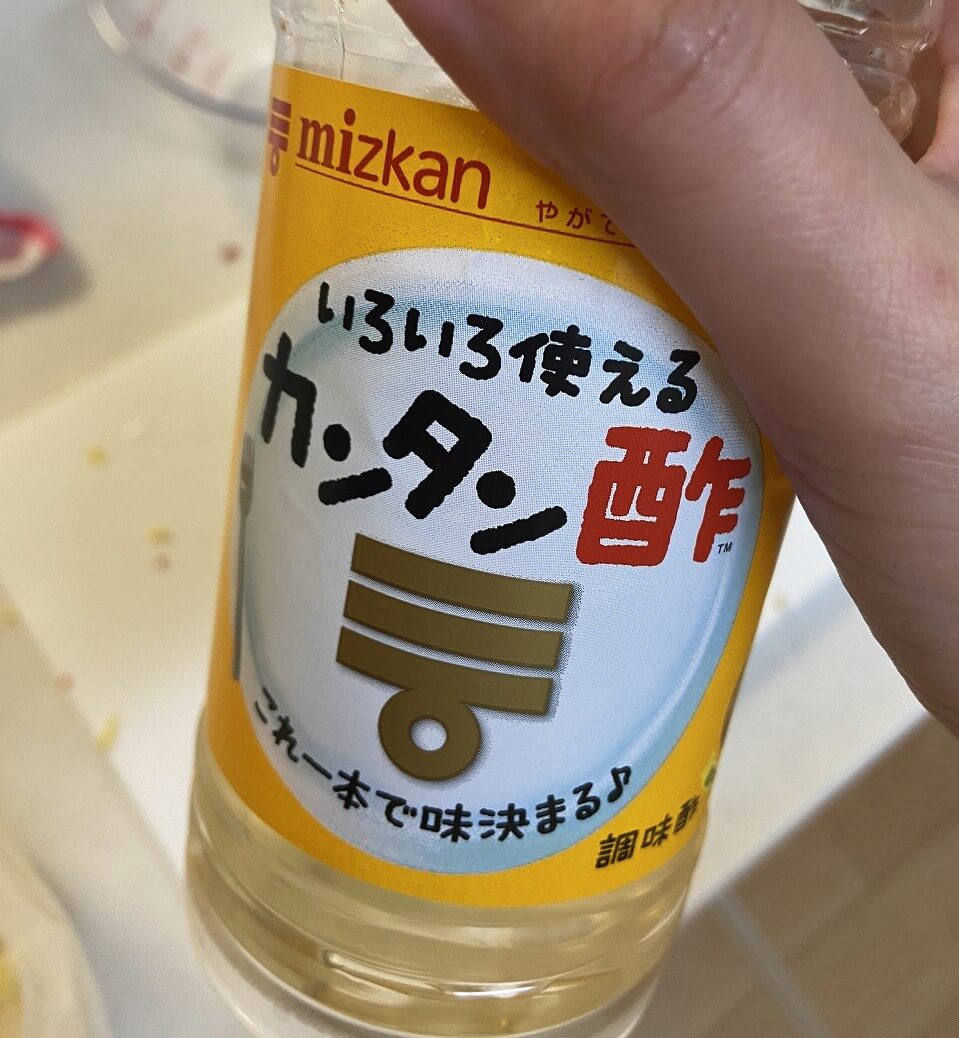 mizkan
やがて
いろいろ使える
カンタン酢
TM
これ一本で味決まる♪
調味酢